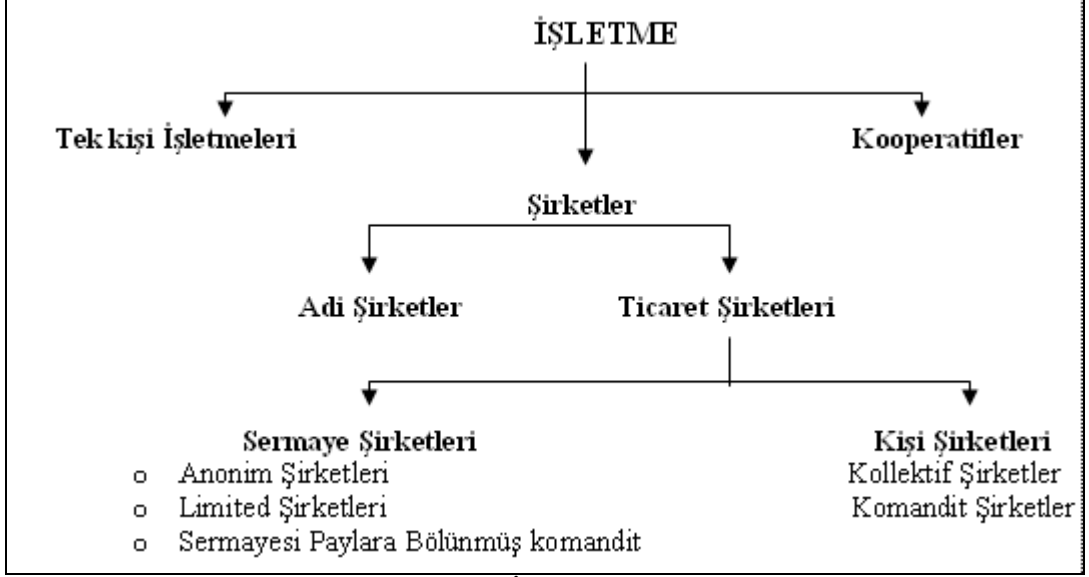 İŞLETME
Tek kişi İşletmeleri
Kooperatifler
Şirketler
Adi Şirketler
Ticaret Şirketleri
Sermaye Şirketleri
o Anonim Şirketleri
o Limited Şirketleri
o Sermayesi Paylara Bölünmüş komandit
Kişi Şirketleri
Kollektif Şirketler
Komandit Şirketler